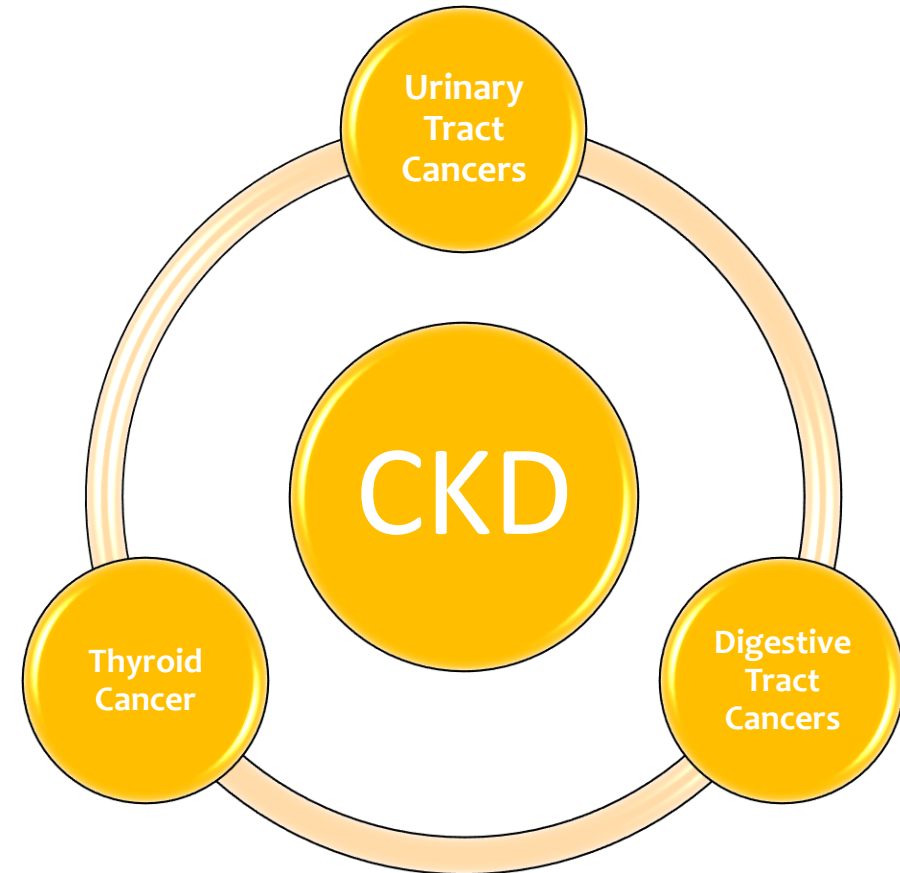 Urinary
Tract
Cancers
CKD
Thyroid
Cancer
Digestive
Tract
Cancers